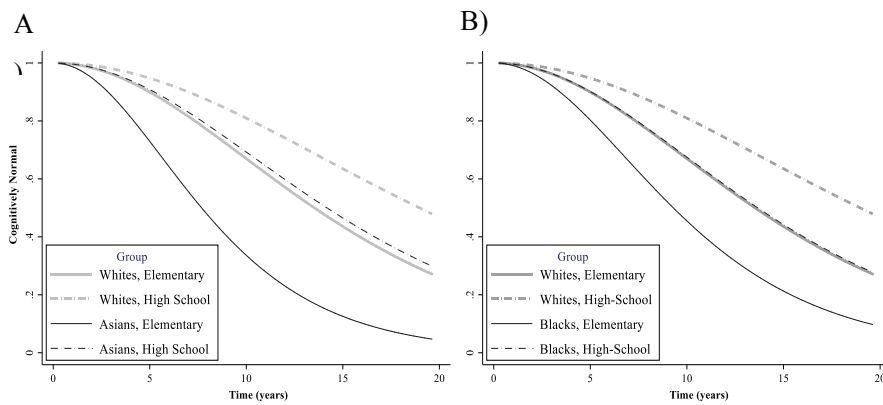 A
)
B)
Cognitively Normal
1
.8
.6
.4
.2
0
Group
Whites, Elementary
Whites, High School
Asians, Elementary
Asians, High School
0 5 10 15 20
Time (years)
1
.8
.6
.4
.2
0
Group
Whites, Elementary
Whites, High-School
Blacks, Elementary
Blacks, High-School
0 5 10 15 20
Time (years)